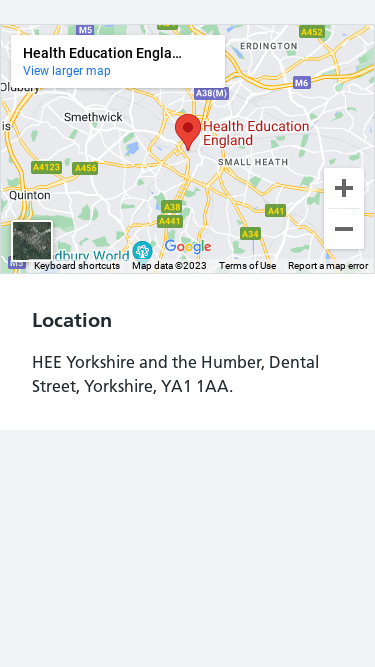 M5
A452
ERDINGTON
Health Education Engla...
View larger map
M6
Oldbury
A38(M)
Smethwick
is
Health Education
England
A4123
A456
SMALL HEATH
Quinton
A38
A41
A441
A34
dbury World
Google
M5
Keyboard shortcuts
Map data ©2023
Terms of Use
Report a map error
Location
HEE Yorkshire and the Humber, Dental
Street, Yorkshire, YA1 1AA.